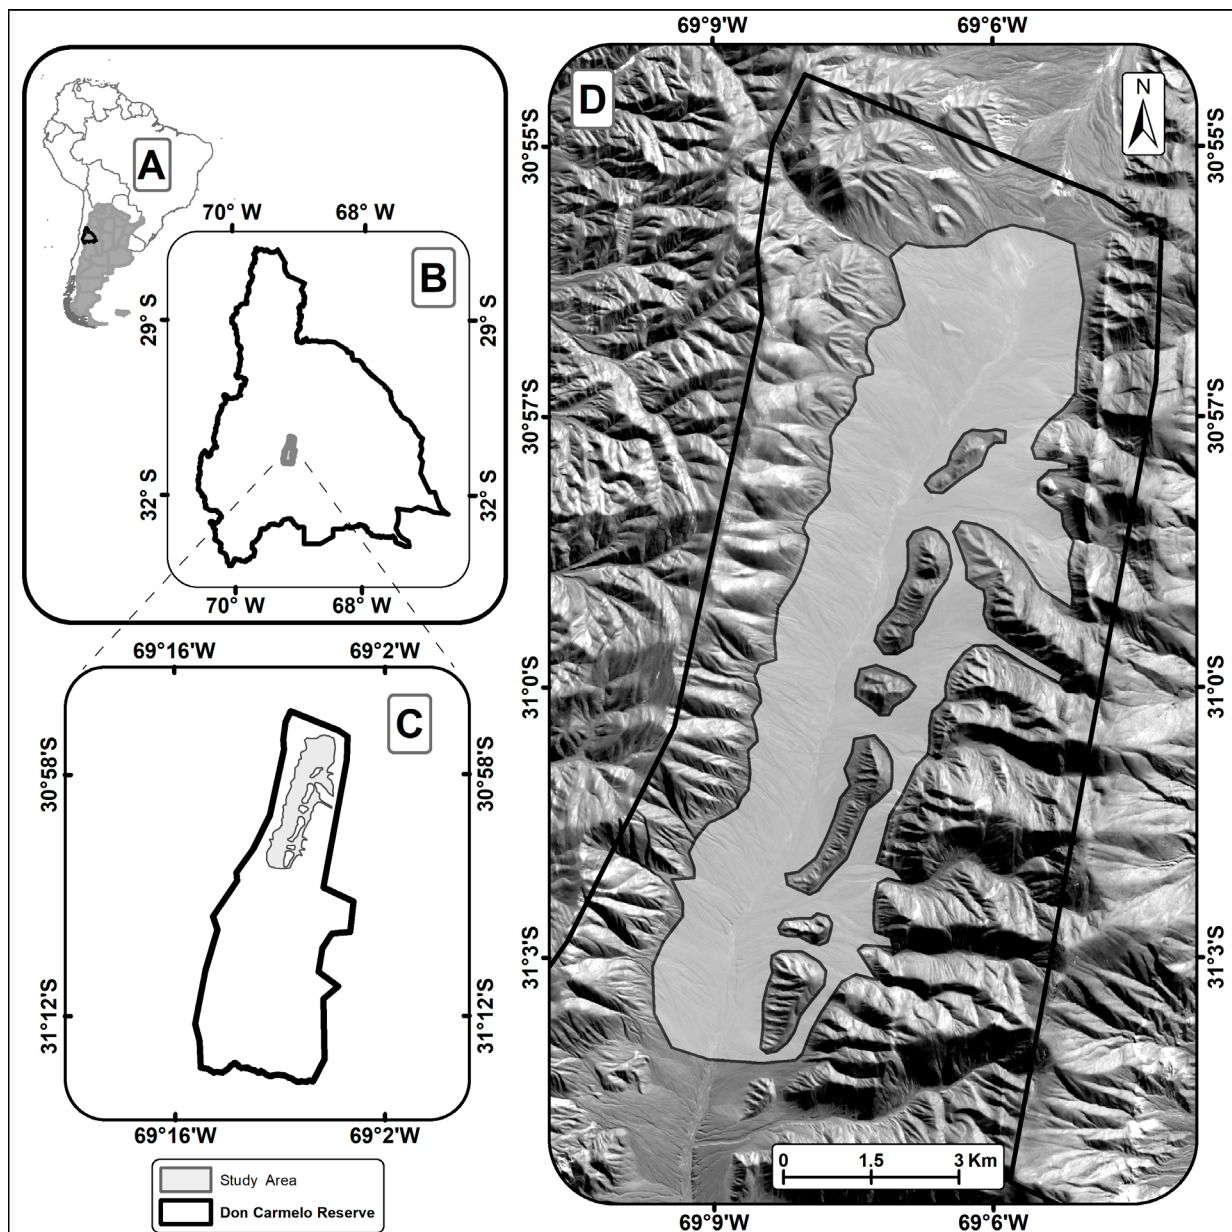 A
70° W
68° W
B
29° S
29° S
32° S
32° S
70° W
68° W
69°16'W
69°2'W
C
30°58'S
30°58'S
31°12'S
31°12'S
69°16'W
69°2'W
Study Area
Don Carmelo Reserve
69°9'W
69°6'W
D
N
30°55'S
30°55'S
30°57'S
30°57'S
31°0'S
31°0'S
31°3'S
31°3'S
0
1.5
3 Km
69°9'W
69°6'W